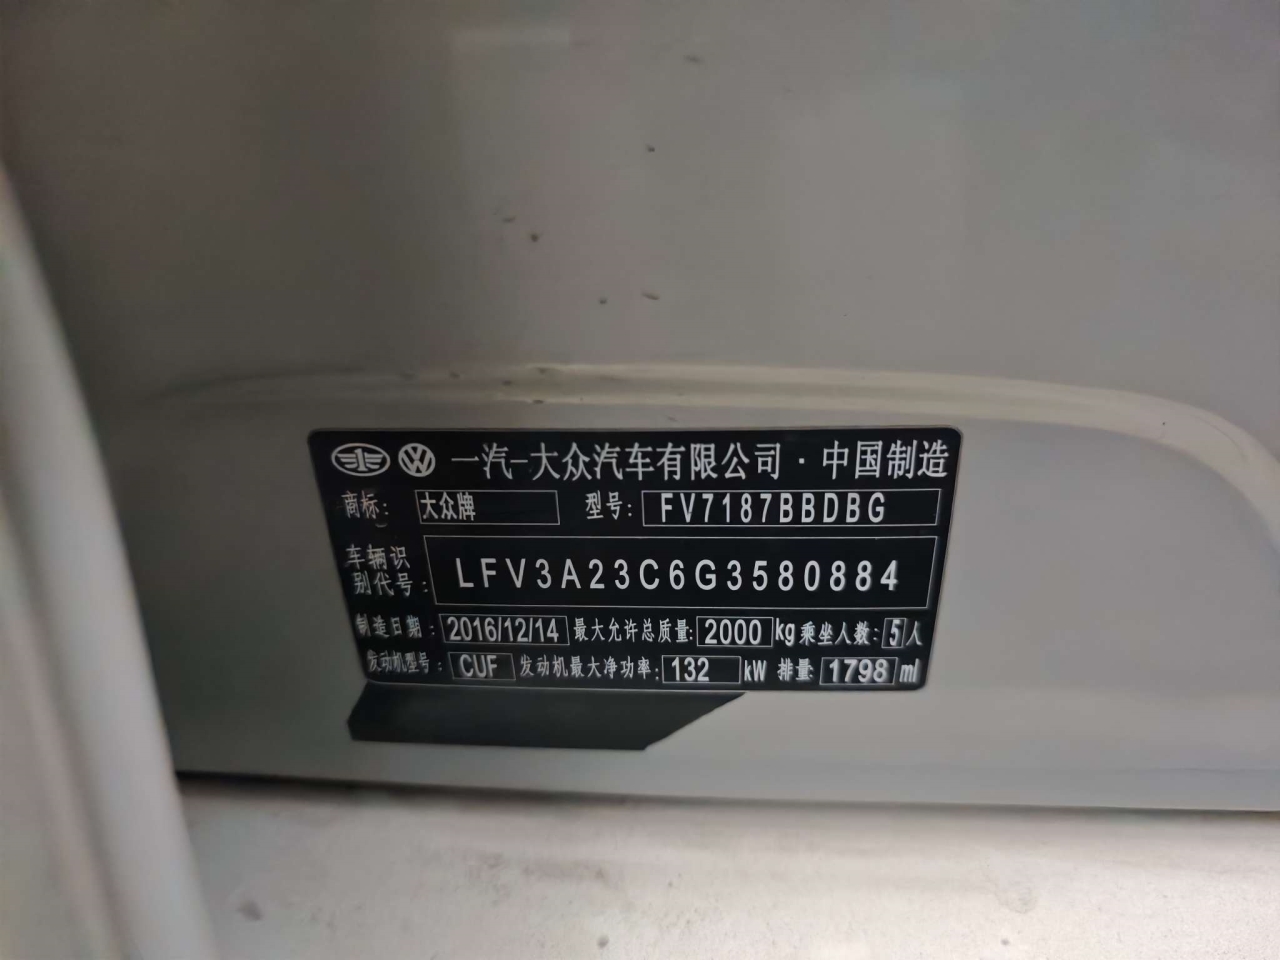 一汽-大众汽车有限公司·中国制造
商标: 大众牌 型号: FV7187BBDBG
车辆识别代号: LFV3A23C6G3580884
制造日期: 2016/12/14 最大允许总质量: 2000 kg 乘坐人数: 5 人
发动机型号: CUF 发动机最大净功率: 132 kW 排量: 1798 ml